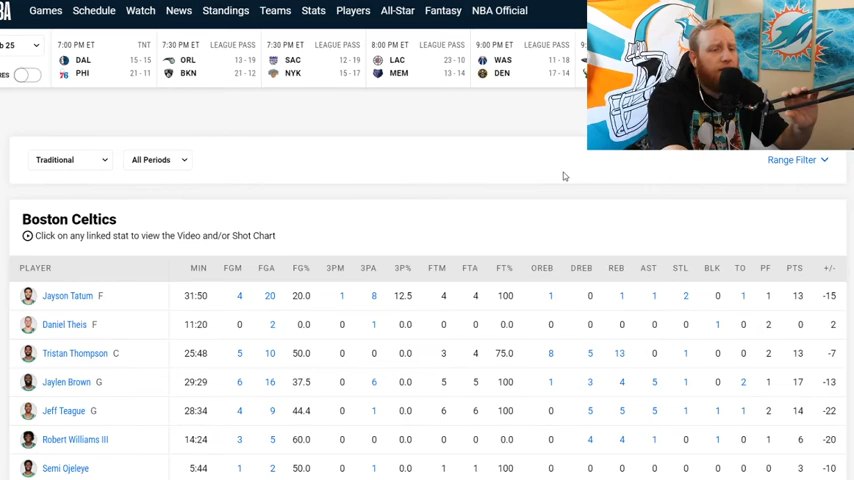 Games Schedule Watch News Standings Teams Stats Players All-Star Fantasy NBA Official
25
7:00 PM ET TNT
DAL 15 - 15
PHI 21 - 11
7:30 PM ET LEAGUE PASS
ORL 13 - 19
BKN 21 - 12
7:30 PM ET LEAGUE PASS
SAC 12 - 19
NYK 15 - 17
8:00 PM ET LEAGUE PASS
LAC 23 - 10
MEM 13 - 14
9:00 PM ET LEAGUE PASS
WAS 11 - 18
DEN 17 - 14
Traditional All Periods Range Filter
Boston Celtics
Click on any linked stat to view the Video and/or Shot Chart
PLAYER MIN FGM FGA FG% 3PM 3PA 3P% FTM FTA FT% OREB DREB REB AST STL BLK TO PF PTS +/-
Jayson Tatum F 31:50 4 20 20.0 1 8 12.5 4 4 100 1 0 1 1 2 0 1 1 13 -15
Daniel Theis F 11:20 0 2 0.0 0 1 0.0 0 0 0.0 0 0 0 0 0 1 0 2 0 2
Tristan Thompson C 25:48 5 10 50.0 0 0 0.0 3 4 75.0 8 5 13 0 1 0 0 2 13 -7
Jaylen Brown G 29:29 6 16 37.5 0 6 0.0 5 5 100 1 3 4 5 1 0 2 1 17 -13
Jeff Teague G 28:34 4 9 44.4 0 1 0.0 6 6 100 0 5 5 5 1 1 1 2 14 -22
Robert Williams III 14:24 3 5 60.0 0 0 0.0 0 0 0.0 0 4 4 1 0 1 0 1 6 -20
Semi Ojeleye 5:44 1 2 50.0 0 1 0.0 1 1 100 0 0 0 0 0 0 0 0 3 -10